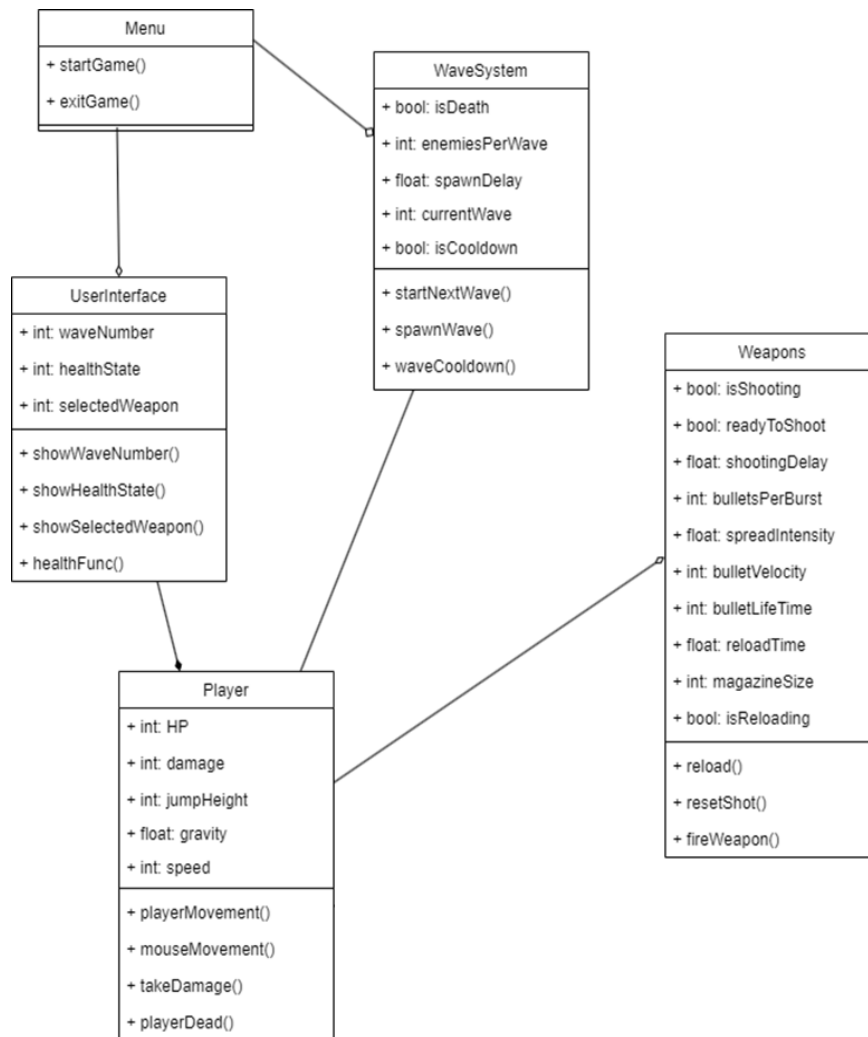 Menu
+ startGame()
+ exitGame()
WaveSystem
+ bool: isDeath
+ int: enemiesPerWave
+ float: spawnDelay
+ int: currentWave
+ bool: isCooldown
+ startNextWave()
+ spawnWave()
+ waveCooldown()
UserInterface
+ int: waveNumber
+ int: healthState
+ int: selectedWeapon
+ showWaveNumber()
+ showHealthState()
+ showSelectedWeapon()
+ healthFunc()
Weapons
+ bool: isShooting
+ bool: readyToShoot
+ float: shootingDelay
+ int: bulletsPerBurst
+ float: spreadIntensity
+ int: bulletVelocity
+ int: bulletLifeTime
+ float: reloadTime
+ int: magazineSize
+ bool: isReloading
+ reload()
+ resetShot()
+ fireWeapon()
Player
+ int: HP
+ int: damage
+ int: jumpHeight
+ float: gravity
+ int: speed
+ playerMovement()
+ mouseMovement()
+ takeDamage()
+ playerDead()